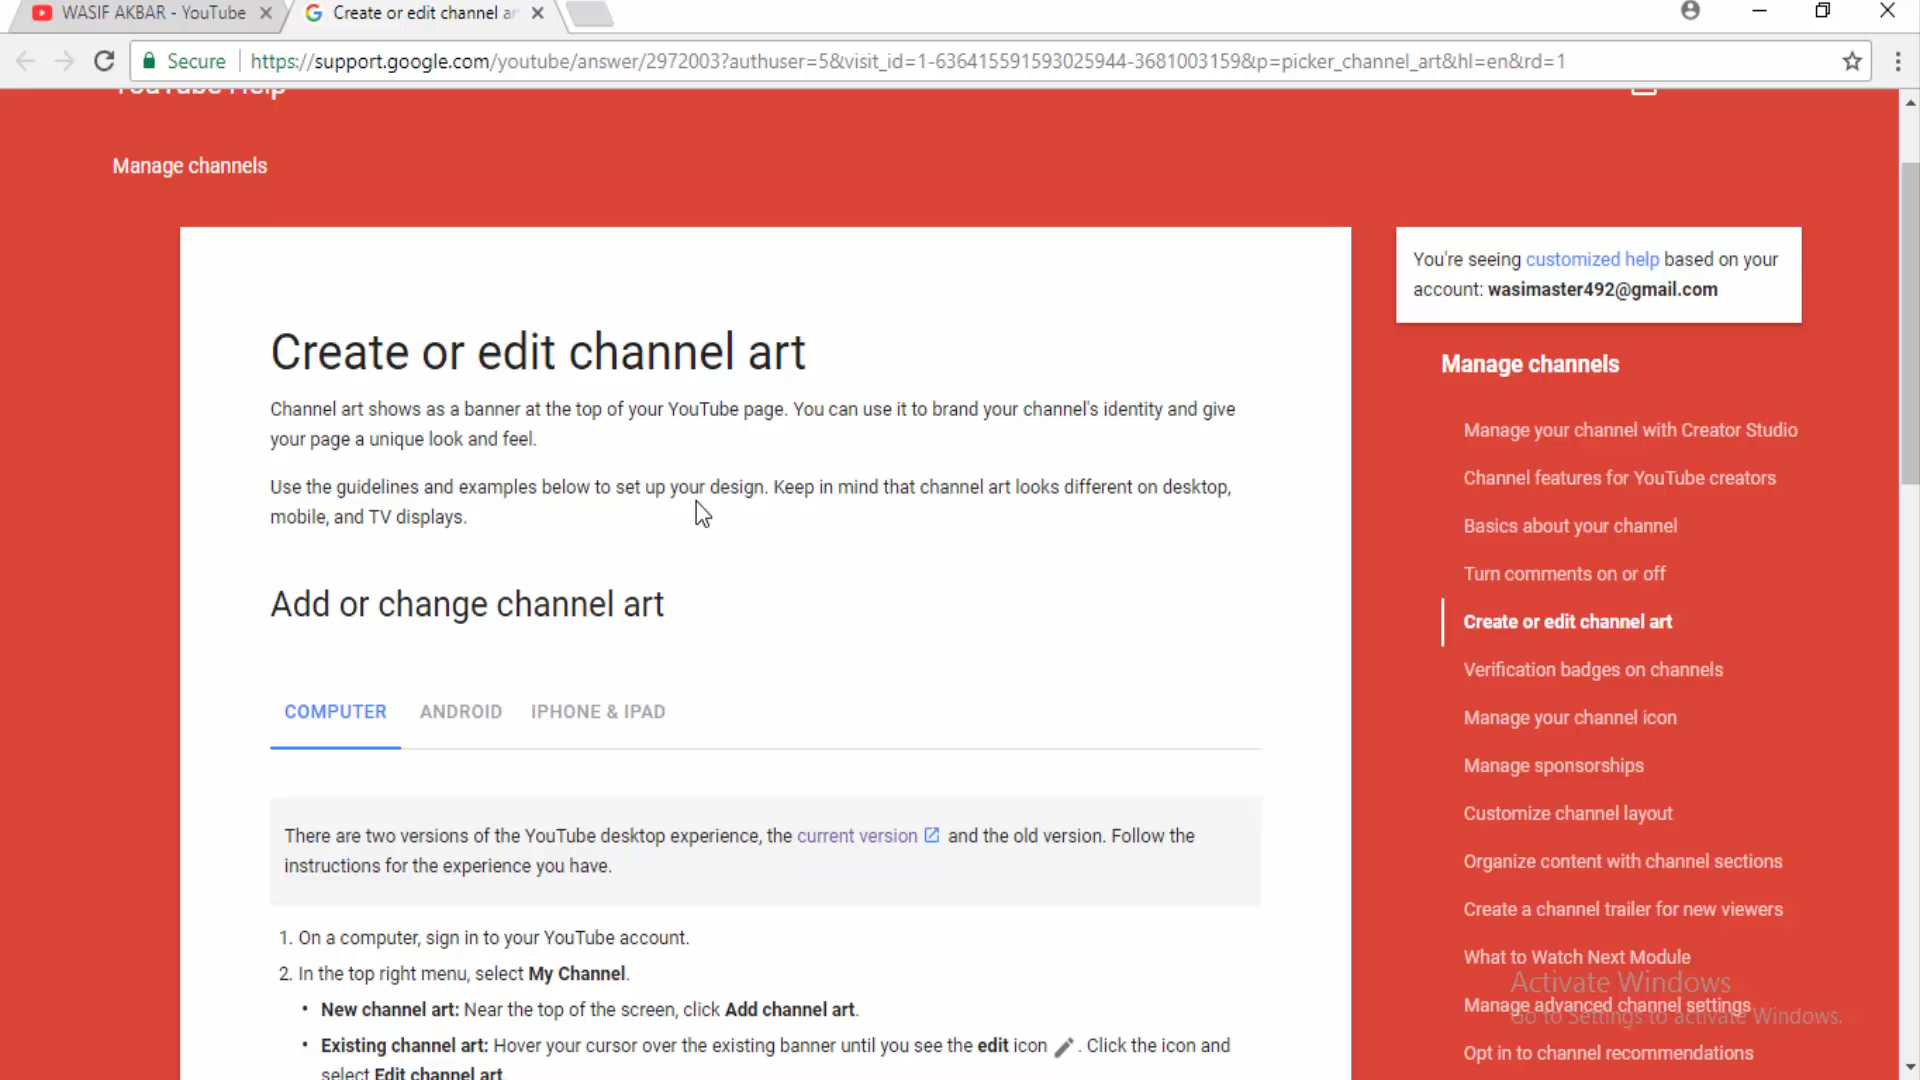 WASIF AKBAR - YouTube
Create or edit channel ar
Secure
https://support.google.com/youtube/answer/2972003?authuser=5&visit_id=1-636415591593025944-3681003159&p=picker_channel_art&hl=en&rd=1
YouTube Help
Manage channels
Create or edit channel art
Channel art shows as a banner at the top of your YouTube page. You can use it to brand your channel's identity and give
your page a unique look and feel.
Use the guidelines and examples below to set up your design. Keep in mind that channel art looks different on desktop,
mobile, and TV displays.
Add or change channel art
COMPUTER ANDROID IPHONE & IPAD
There are two versions of the YouTube desktop experience, the current version and the old version. Follow the
instructions for the experience you have.
1. On a computer, sign in to your YouTube account.
2. In the top right menu, select My Channel.
• New channel art: Near the top of the screen, click Add channel art.
• Existing channel art: Hover your cursor over the existing banner until you see the edit icon . Click the icon and
select Edit channel art
You're seeing customized help based on your
account: wasimaster492@gmail.com
Manage channels
Manage your channel with Creator Studio
Channel features for YouTube creators
Basics about your channel
Turn comments on or off
Create or edit channel art
Verification badges on channels
Manage your channel icon
Manage sponsorships
Customize channel layout
Organize content with channel sections
Create a channel trailer for new viewers
What to Watch Next Module
Activate Windows
Manage advanced channel settings
Go to Settings to activate Windows.
Opt in to channel recommendations